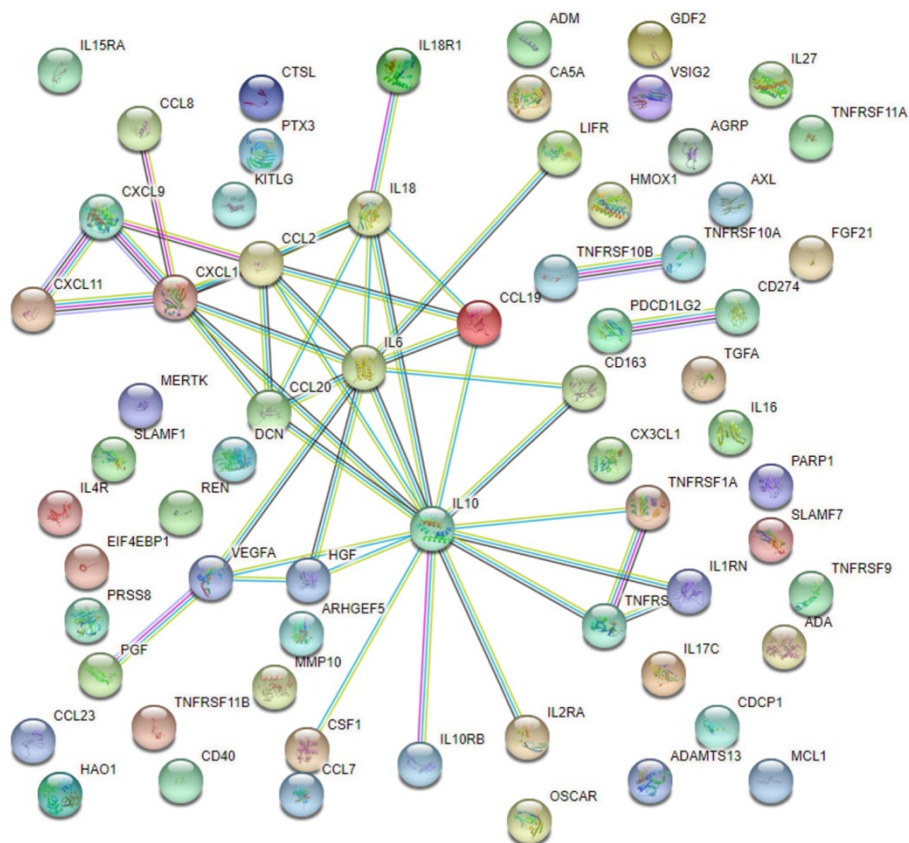 ADM
GDF2
IL15RA
IL18R1
CTSL
CA5A
VSIG2
IL27
CCL8
TNFRSF11A
PTX3
LIFR
AGRP
KITLG
CXCL9
IL18
HMOX1
AXL
CCL2
TNFRSF10B
TNFRSF10A
FGF21
CXCL11
CXCL1
CCL19
CD274
PDCD1LG2
IL6
CD163
TGFA
MERTK
CCL20
SLAMF1
DCN
IL16
CX3CL1
PARP1
IL4R
REN
IL10
TNFRSF1A
SLAMF7
EIF4EBP1
VEGFA
HGF
IL1RN
TNFRSF9
PRSS8
ARHGEF5
TNFRS
ADA
PGF
MMP10
IL17C
CCL23
TNFRSF11B
CSF1
IL2RA
CDCP1
IL10RB
HAO1
CD40
CCL7
ADAMTS13
MCL1
OSCAR